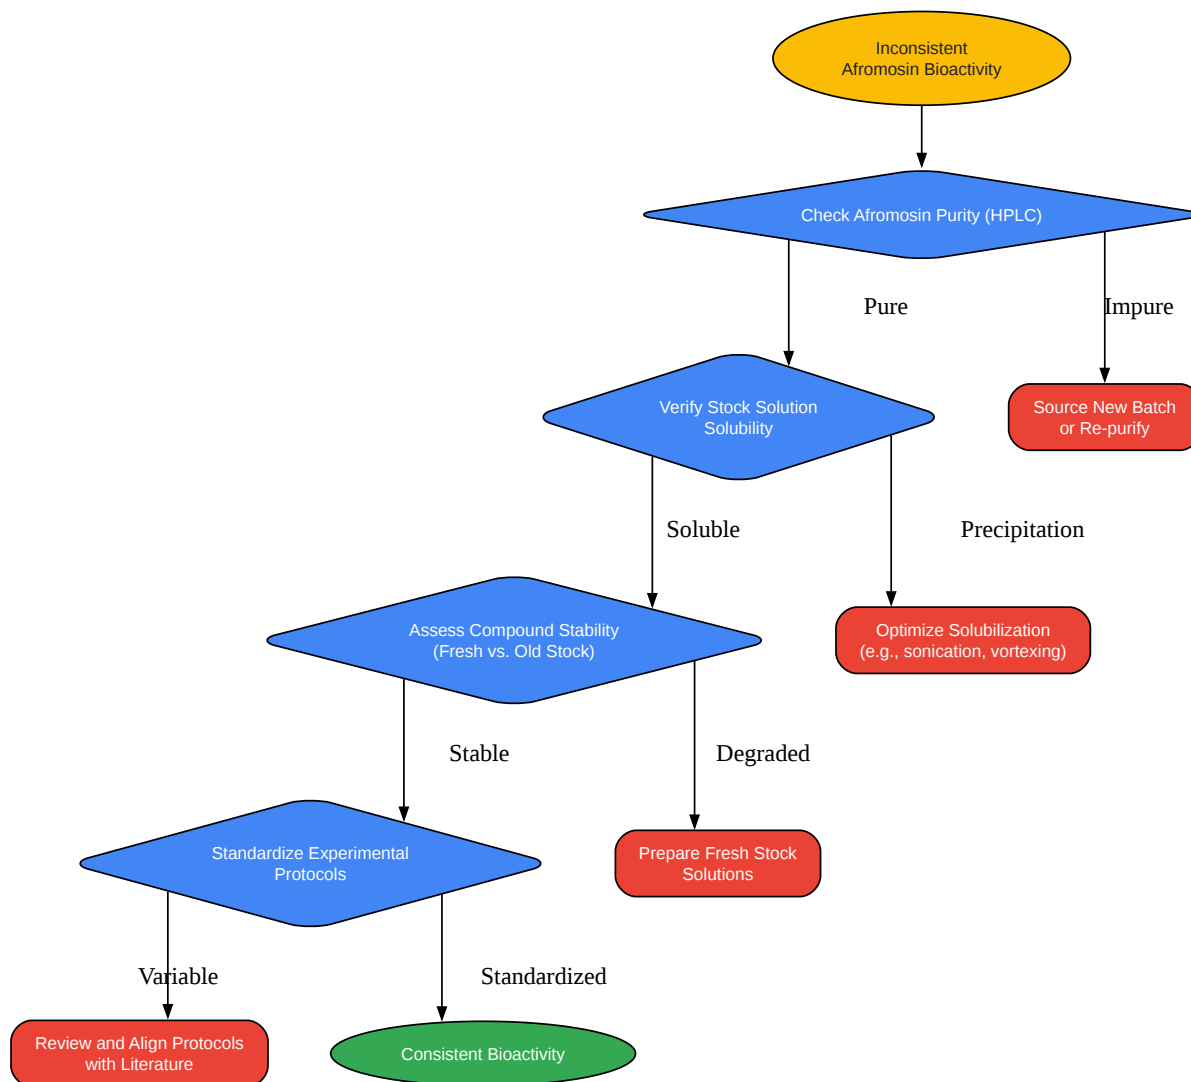 Inconsistent
Afromosin Bioactivity
Check Afromosin Purity (HPLC)
Pure
Impure
Verify Stock Solution
Solubility
Source New Batch
or Re-purify
Soluble
Precipitation
Assess Compound Stability
(Fresh vs. Old Stock)
Optimize Solubilization
(e.g., sonication, vortexing)
Stable
Degraded
Standardize Experimental
Protocols
Prepare Fresh Stock
Solutions
Variable
Standardized
Review and Align Protocols
with Literature
Consistent Bioactivity